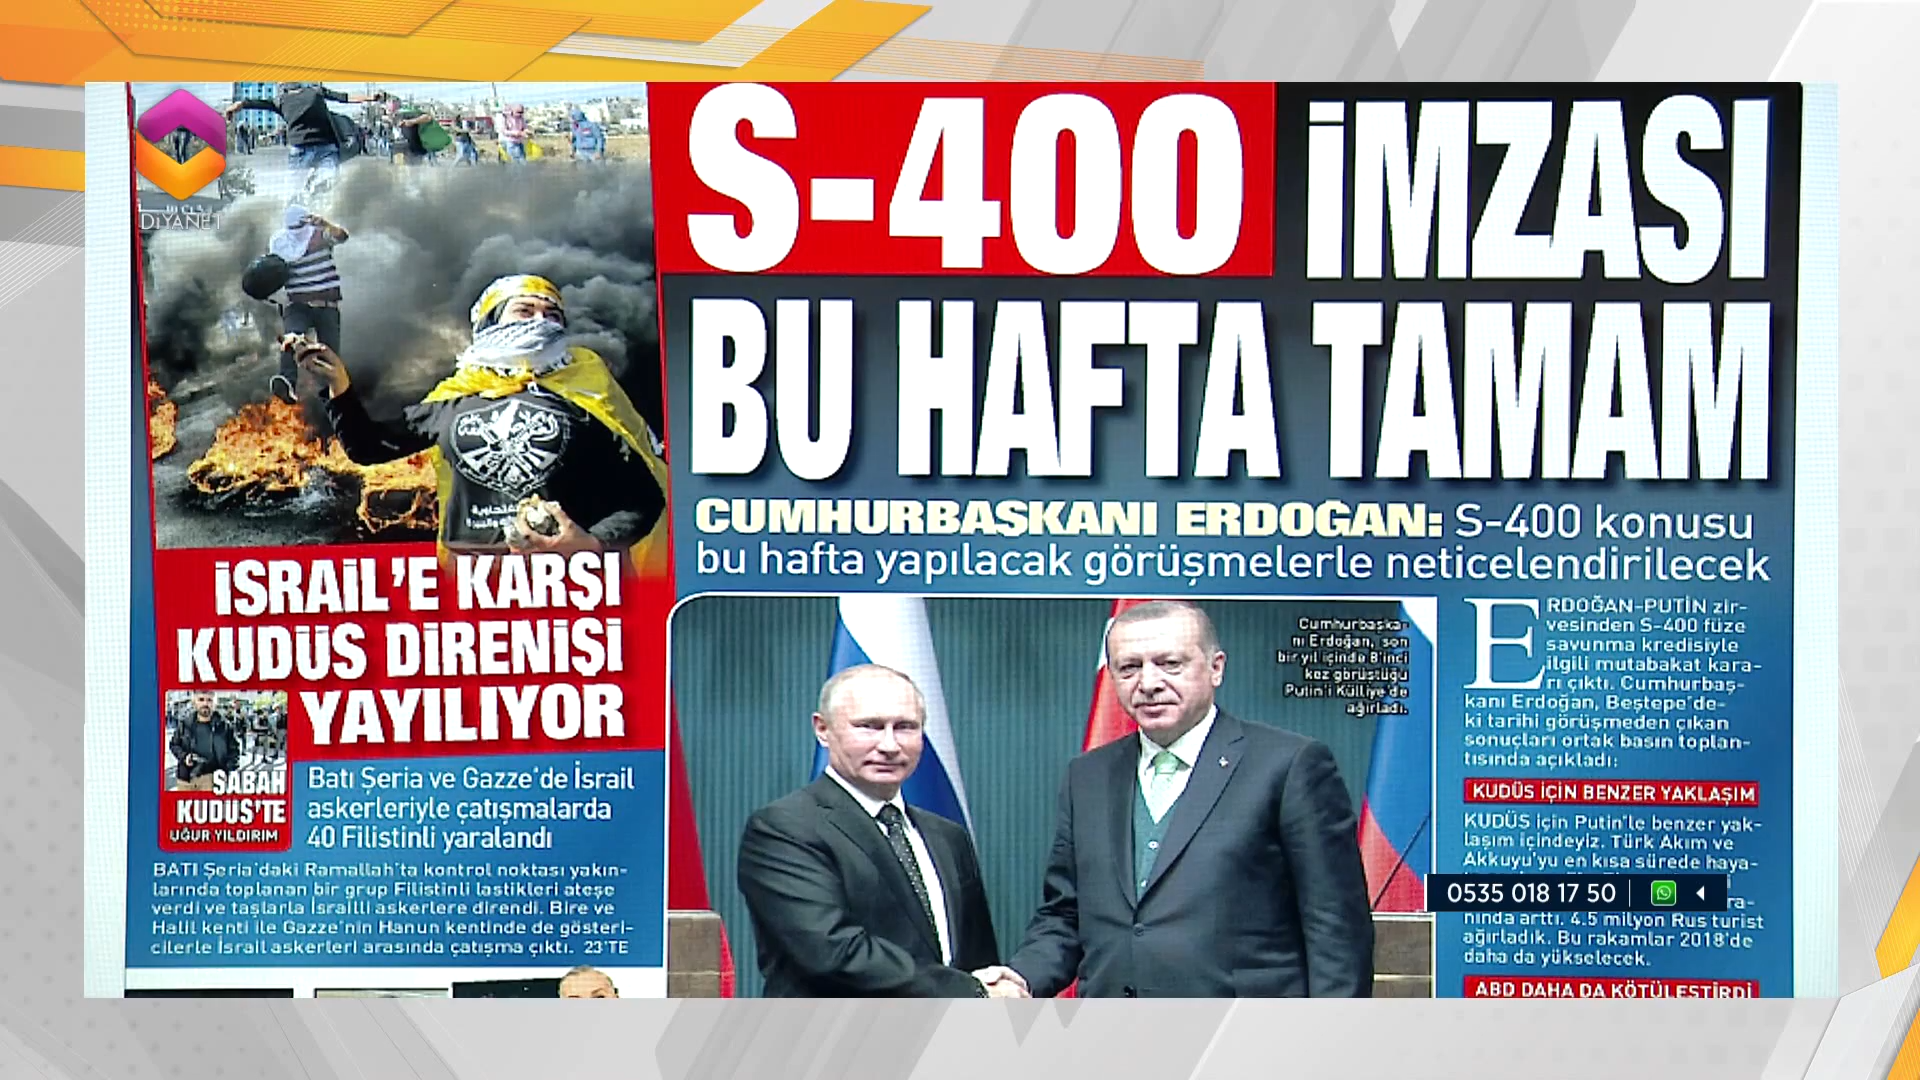 DİYANET
S-400 İMZASI
BU HAFTA TAMAM
CUMHURBAŞKANI ERDOĞAN: S-400 konusu
bu hafta yapılacak görüşmelerle neticelendirilecek
İSRAİL'E KARŞI
KUDÜS DİRENİŞİ
YAYILIYOR
SABAH
KUDÜS'TE
UĞUR YILDIRIM
Batı Şeria ve Gazze'de İsrail
askerleriyle çatışmalarda
40 Filistinli yaralandı
BATI Şeria'daki Ramallah'ta kontrol noktası yakın-
larında toplanan bir grup Filistinli lastikleri ateşe
verdi ve taşlarla İsrailli askerlere direndi. Bire ve
Halil kenti ile Gazze'nin Hanun kentinde de gösteri-
cilerle İsrail askerleri arasında çatışma çıktı. 23'TE
Cumhurbaşka-
nı Erdoğan, son
bir yıl içinde 8'inci
kez görüştüğü
Putin'i Külliye'de
ağırladı.
ERDOĞAN-PUTİN zir-
vesinden S-400 füze
savunma kredisiyle
ilgili mutabakat kara-
rı çıktı. Cumhurbaş-
kanı Erdoğan, Beştepe'de-
ki tarihi görüşmeden çıkan
sonuçları ortak basın toplan-
tısında açıkladı:
KUDÜS İÇİN BENZER YAKLAŞIM
KUDÜS için Putin'le benzer yak-
laşım içindeyiz. Türk Akım ve
Akkuyu'yu en kısa sürede haya-
0535 018 17 50
ra-
nında arttı. 4.5 milyon Rus turist
ağırladık. Bu rakamlar 2018'de
daha da yükselecek.
ABD DAHA DA KÖTÜLEŞTİRDİ